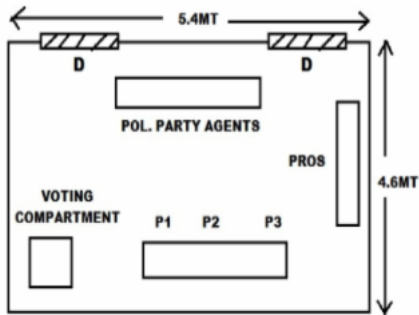 5.4MT
D D
POL. PARTY AGENTS
PROS
4.6MT
VOTING
COMPARTMENT
P1 P2 P3